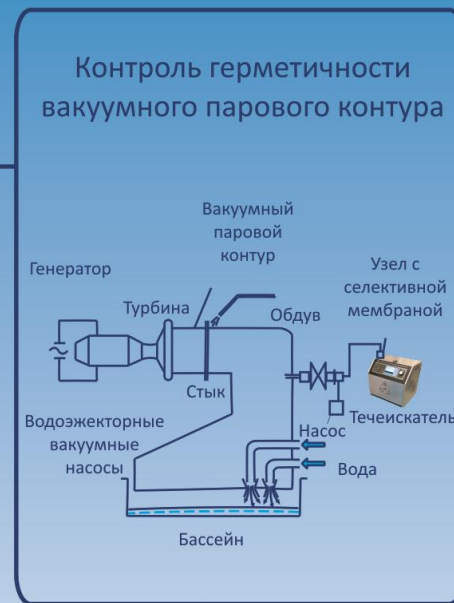 Контроль герметичности
вакуумного парового контура
Вакуумный
паровой
контур
Генератор
Узел с
селективной
мембраной
Турбина
Обдув
Стык
Насос
Течеискатель
Водоэжекторные
вакуумные
насосы
Вода
Бассейн